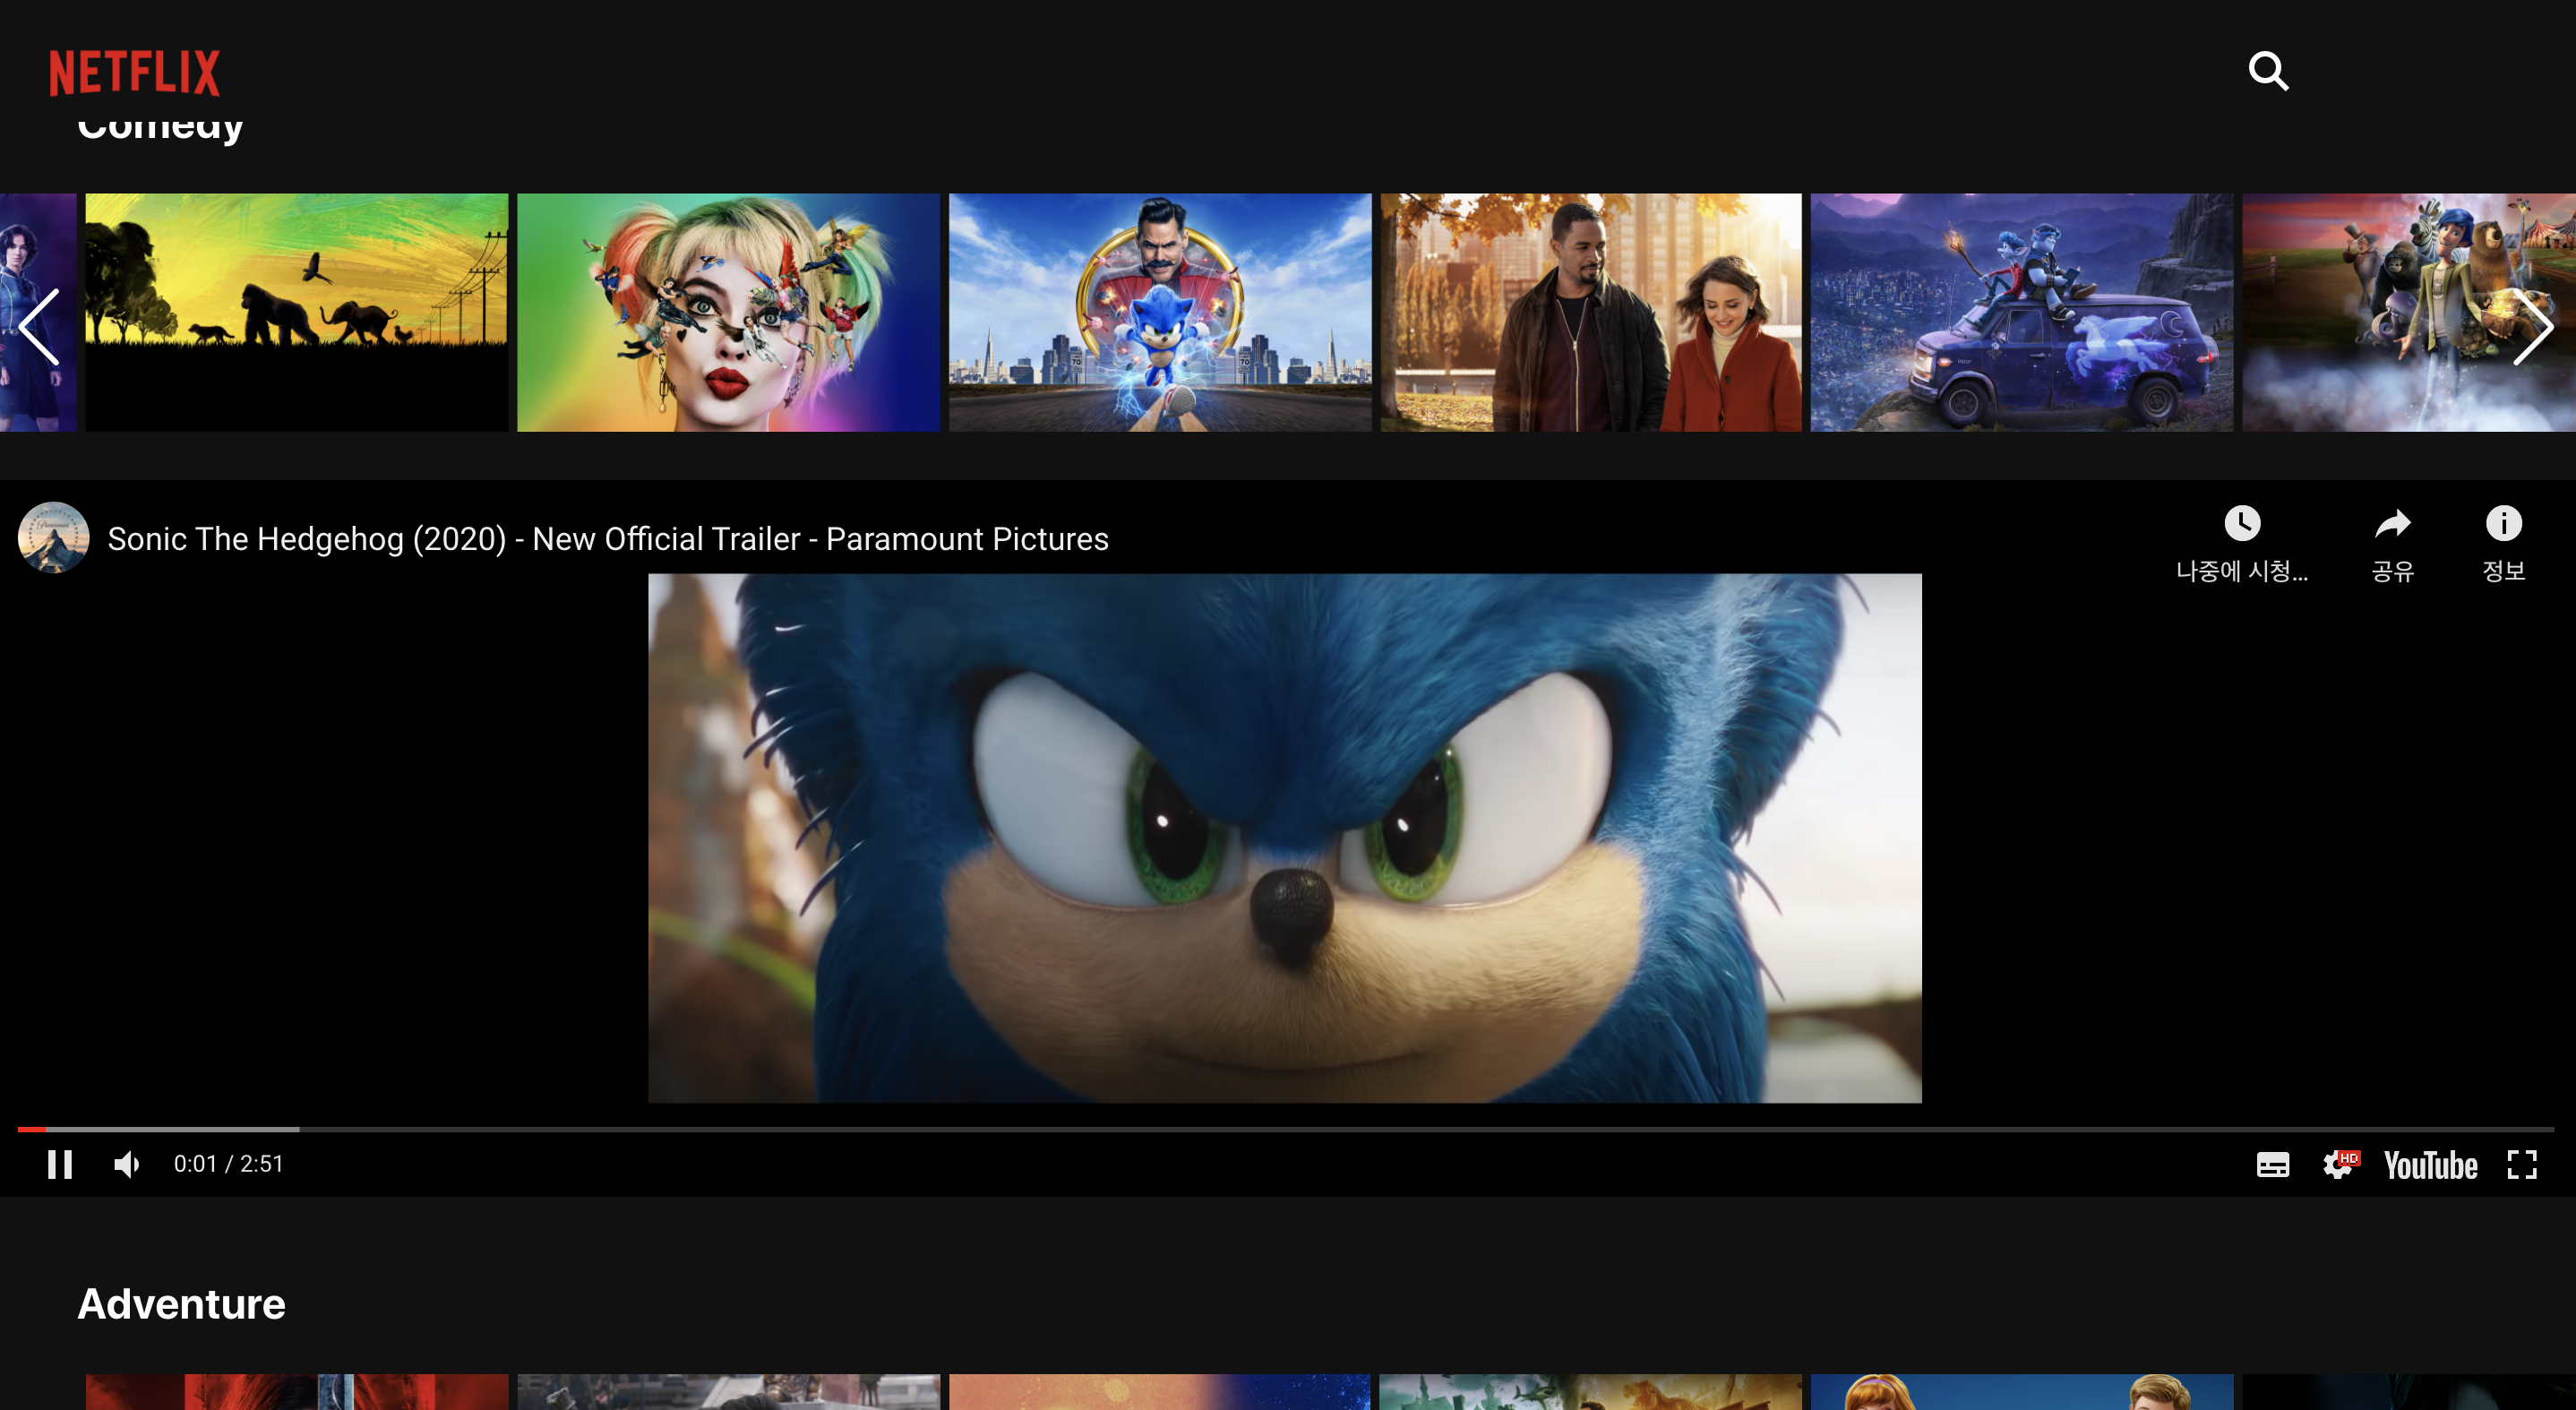 NETFLIX
Comedy
Sonic The Hedgehog (2020) - New Official Trailer - Paramount Pictures
나중에 시청...
공유
정보
0:01 / 2:51
HD
YouTube
Adventure